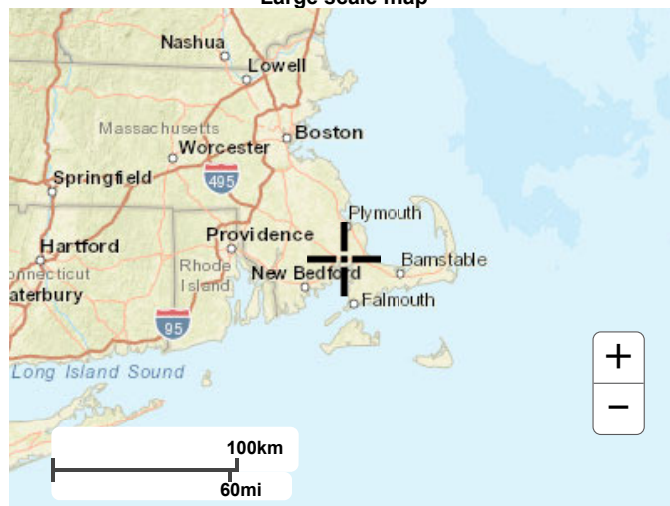 Large scale map
Nashua
Lowell
Massachusetts
Boston
Worcester
495
Springfield
Plymouth
Hartford
Providence
Barnstable
onnecticut
Rhode
Island
New Bedford
aterbury
Falmouth
95
+
Long Island Sound
−
100km
60mi